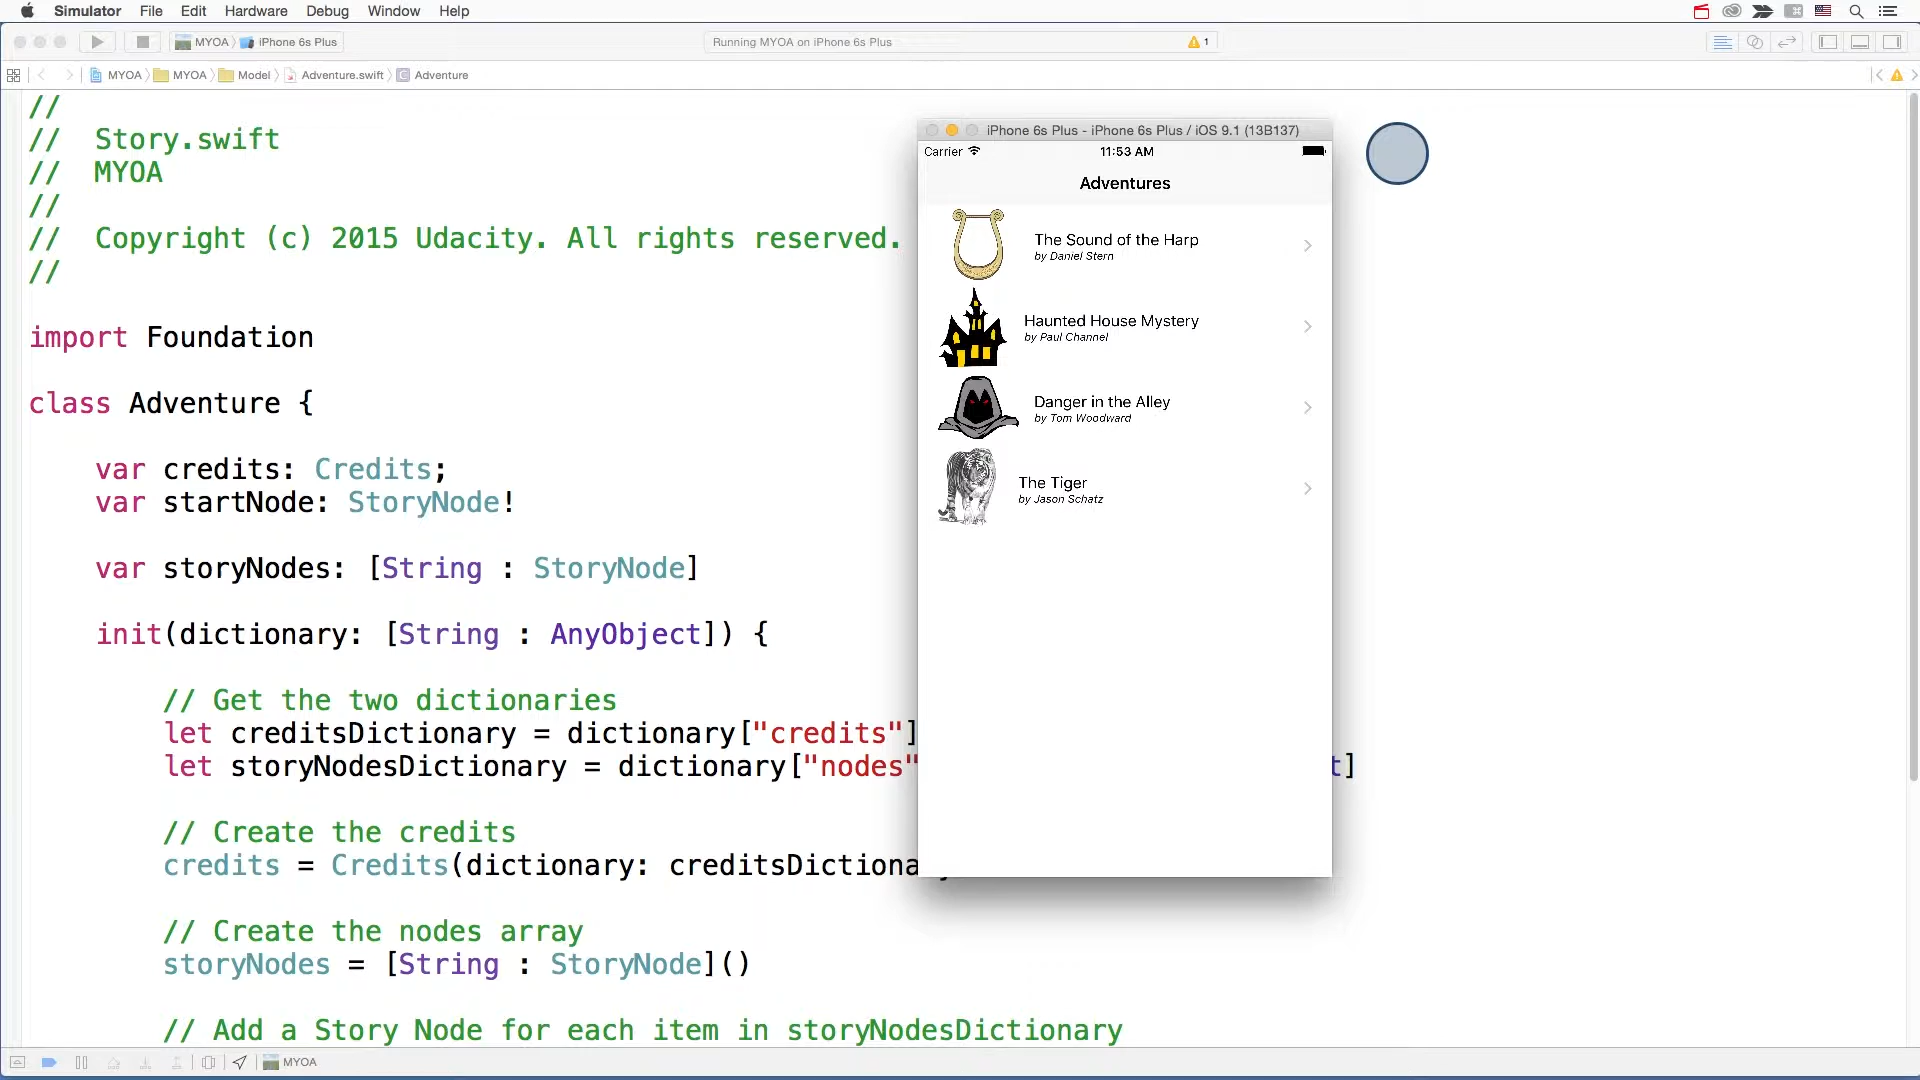 Simulator File Edit Hardware Debug Window Help
MYOA iPhone 6s Plus
Running MYOA on iPhone 6s Plus
1
MYOA MYOA Model Adventure.swift C Adventure
//
// Story.swift
// MYOA
//
// Copyright (c) 2015 Udacity. All rights reserved.
//
import Foundation
class Adventure {
var credits: Credits;
var startNode: StoryNode!
var storyNodes: [String : StoryNode]
init(dictionary: [String : AnyObject]) {
// Get the two dictionaries
let creditsDictionary = dictionary["credits"]
let storyNodesDictionary = dictionary["nodes" t]
// Create the credits
credits = Credits(dictionary: creditsDictiona
// Create the nodes array
storyNodes = [String : StoryNode]()
// Add a Story Node for each item in storyNodesDictionary
MYOA
iPhone 6s Plus - iPhone 6s Plus / iOS 9.1 (13B137)
Carrier 11:53 AM
Adventures
The Sound of the Harp
by Daniel Stern
Haunted House Mystery
by Paul Channel
Danger in the Alley
by Tom Woodward
The Tiger
by Jason Schatz